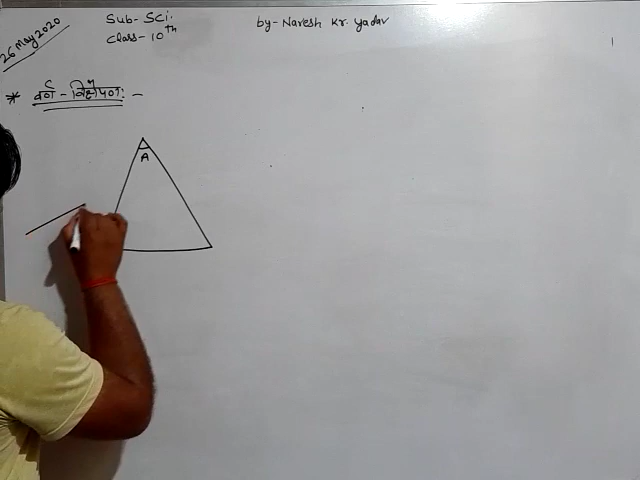 26 May 2020
Sub- Sci.
Class- 10th
by- Naresh Kr. Yadav
* वर्ण - विक्षेपण: -
A